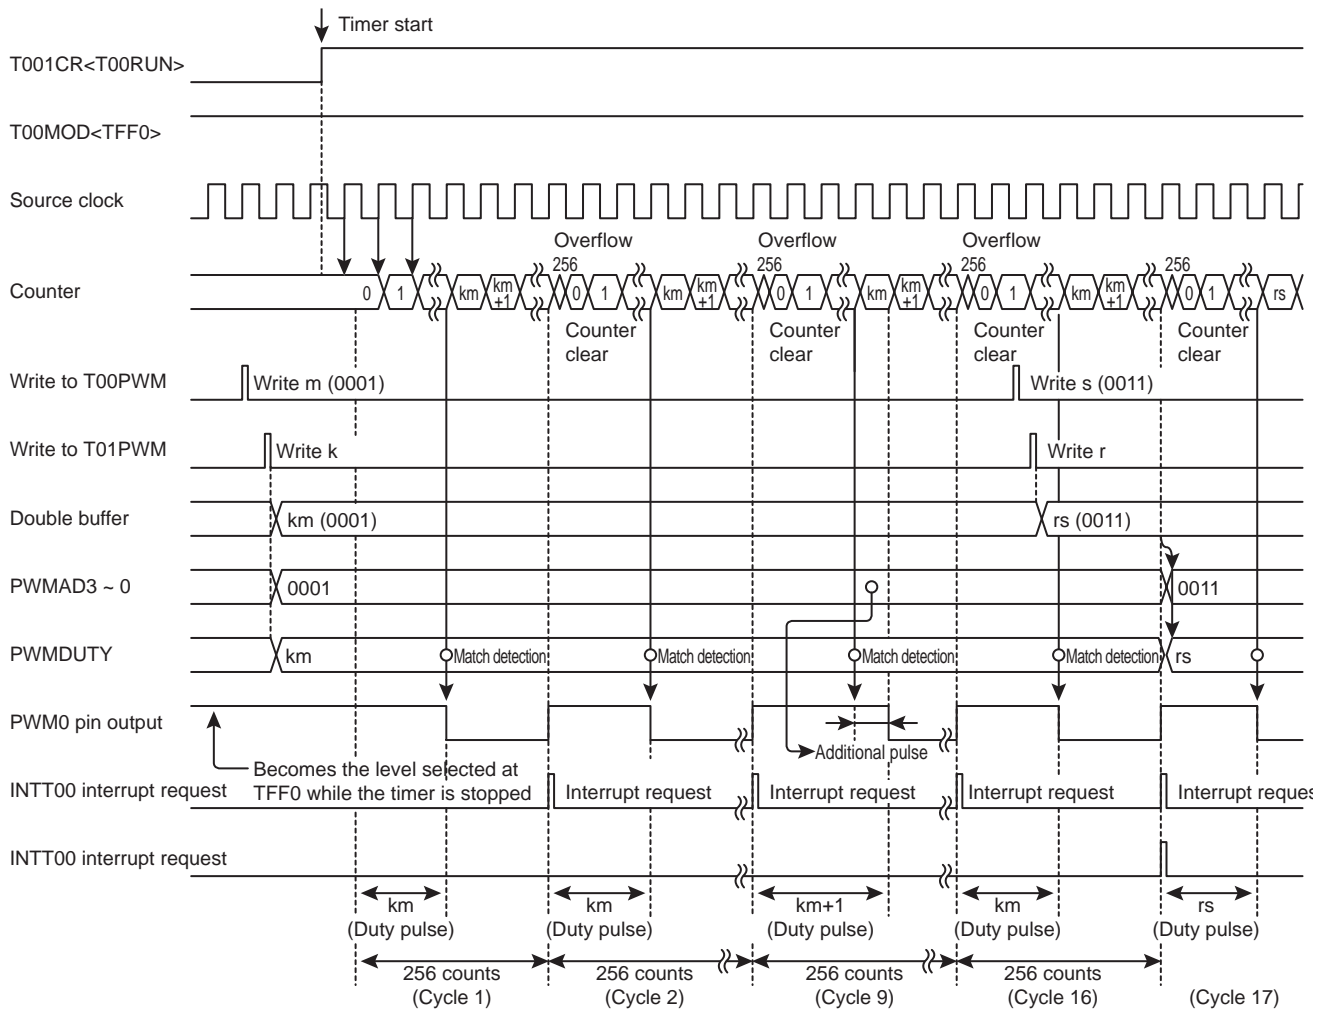 Timer start
T001CR<T00RUN>
T00MOD<TFF0>
Source clock
Overflow Overflow Overflow
256 256 256 256
Counter 0 1 km km+1 0 1 km km+1 0 1 km km+1 0 1 km km+1 0 1 rs
Counter clear Counter clear Counter clear Counter clear
Write to T00PWM Write m (0001) Write s (0011)
Write to T01PWM Write k Write r
Double buffer km (0001) rs (0011)
PWMAD3 ~ 0 0001 0011
PWMDUTY km Match detection Match detection Match detection Match detection rs
PWM0 pin output
Additional pulse
Becomes the level selected at
TFF0 while the timer is stopped
INTT00 interrupt request Interrupt request Interrupt request Interrupt request Interrupt reques
INTT00 interrupt request
km km km+1 km rs
(Duty pulse) (Duty pulse) (Duty pulse) (Duty pulse) (Duty pulse)
256 counts 256 counts 256 counts 256 counts
(Cycle 1) (Cycle 2) (Cycle 9) (Cycle 16) (Cycle 17)